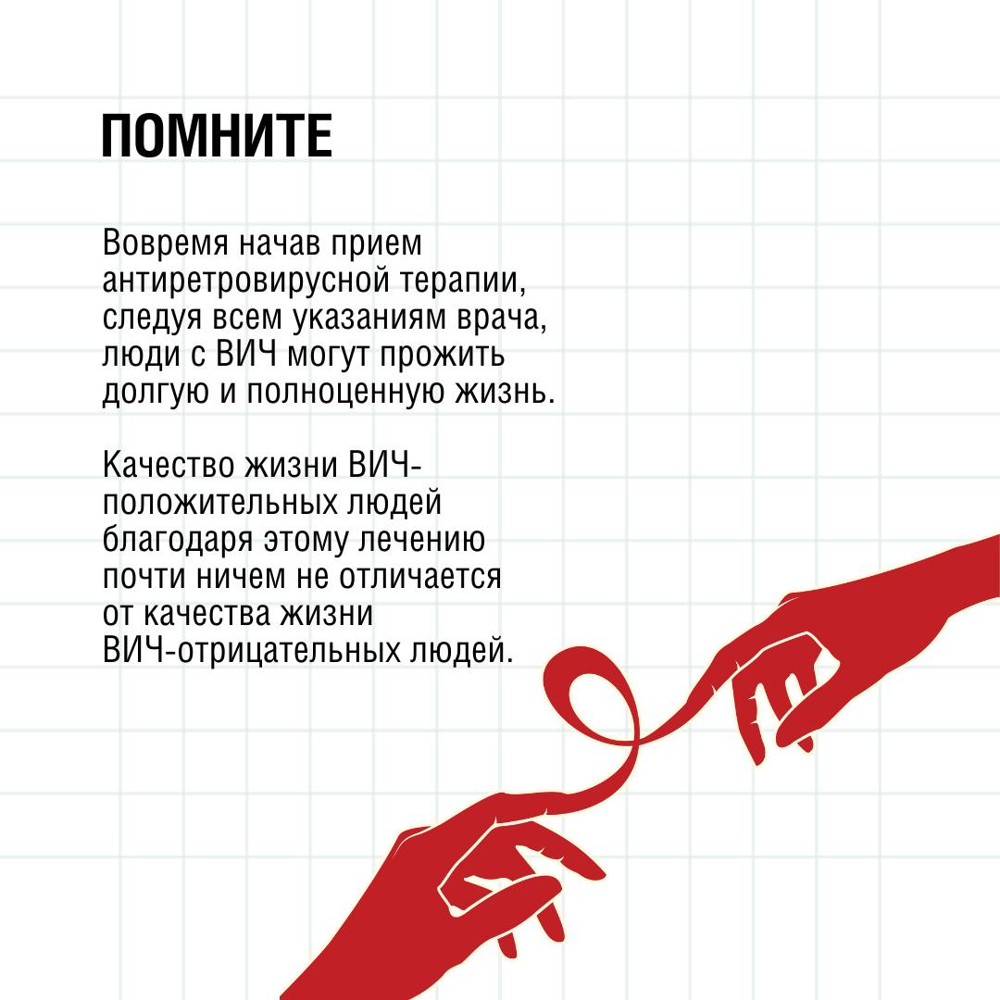 ПОМНИТЕ
Вовремя начав прием
антиретровирусной терапии,
следуя всем указаниям врача,
люди с ВИЧ могут прожить
долгую и полноценную жизнь.
Качество жизни ВИЧ-
положительных людей
благодаря этому лечению
почти ничем не отличается
от качества жизни
ВИЧ-отрицательных людей.